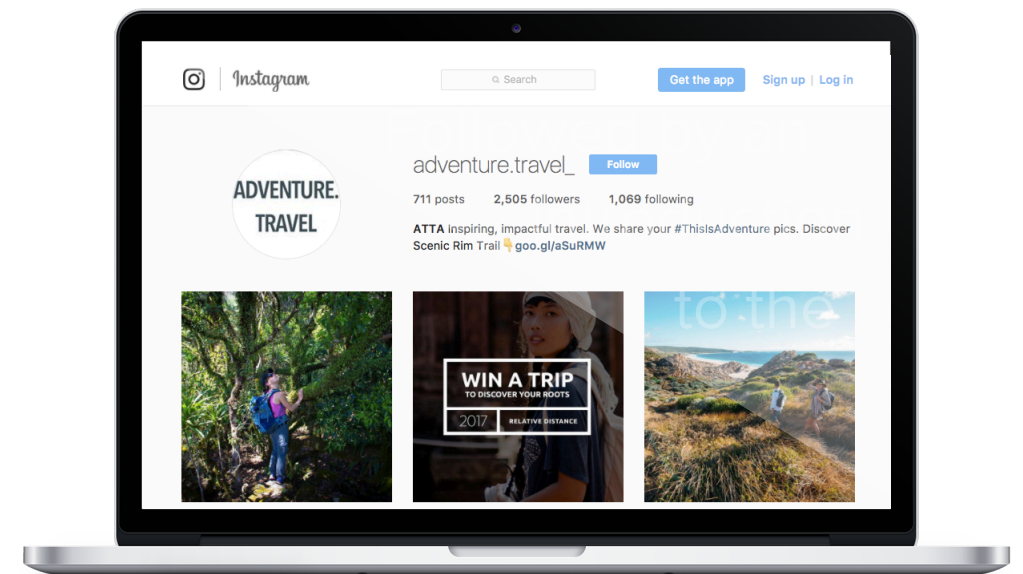 Instagram
Search
Get the app
Sign up | Log in
adventure.travel_
Follow
711 posts 2,505 followers 1,069 following
ATTA Inspiring, impactful travel. We share your #ThisIsAdventure pics. Discover
Scenic Rim Trail 👇goo.gl/aSuRMW
ADVENTURE.
TRAVEL
WIN A TRIP
TO DISCOVER YOUR ROOTS
2017
RELATIVE DISTANCE
to the